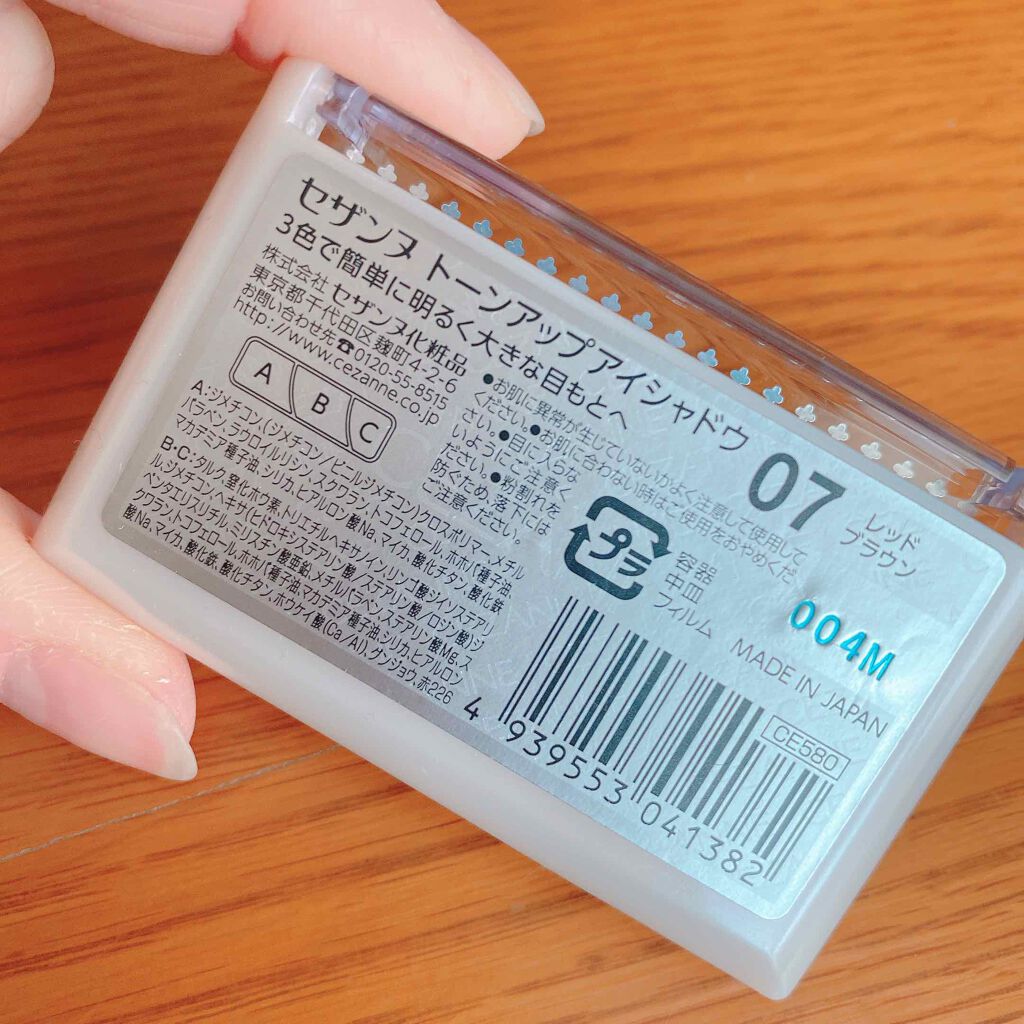 セザンヌ トーンアップアイシャドウ
3色で簡単に明るく大きな目もとへ
07
レッド
ブラウン
株式会社 セザンヌ化粧品
東京都千代田区麹町4-2-6
お問い合わせ先☎0120-55-8515
http://www.cezanne.co.jp
A
B
C
●お肌に異常が生じていないかよく注意して使用して
ください。●お肌に合わない時はご使用をおやめくだ
さい。●目に入らな
いようにご注意く
ださい。●粉割れを
防ぐため、落下には
ご注意ください。
A:ジメチコン、(ジメチコン/ビニルジメチコン)クロスポリマー、メチル
パラベン、ラウロイルリシン、スクワラン、トコフェロール、ホホバ種子油、
マカデミア種子油、シリカ、ヒアルロン酸Na、マイカ、酸化チタン、酸化鉄
B・C:タルク、窒化ホウ素、トリエチルヘキサノイン、リンゴ酸ジイソステアリ
ル、ジメチコン、ヘキサ(ヒドロキシステアリン酸/ステアリン酸/ロジン酸)ジ
ペンタエリスリチル、ミリスチン酸亜鉛、メチルパラベン、ステアリン酸Mg、ス
クワラン、トコフェロール、ホホバ種子油、マカデミア種子油、シリカ、ヒアルロン
酸Na、マイカ、酸化鉄、酸化チタン、ホウケイ酸(Ca/Al)、グンジョウ、赤226
プラ
容器
中皿
フィルム
004M
MADE IN JAPAN
CE580
4 939553 041382